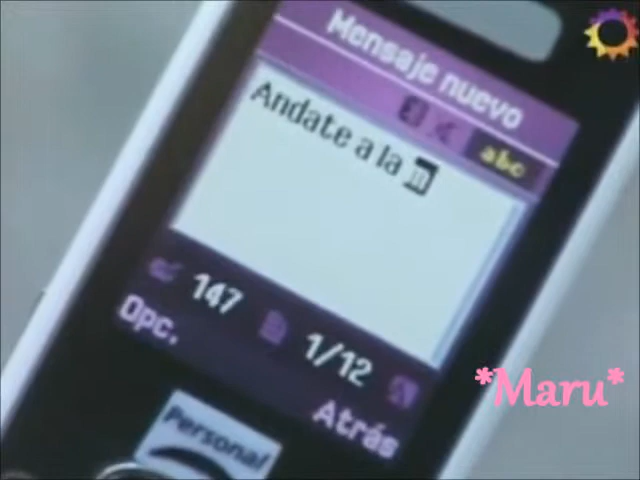 Mensaje nuevo
abc
Andate a la m
147
1/12
Opc.
Atrás
Personal
*Maru*